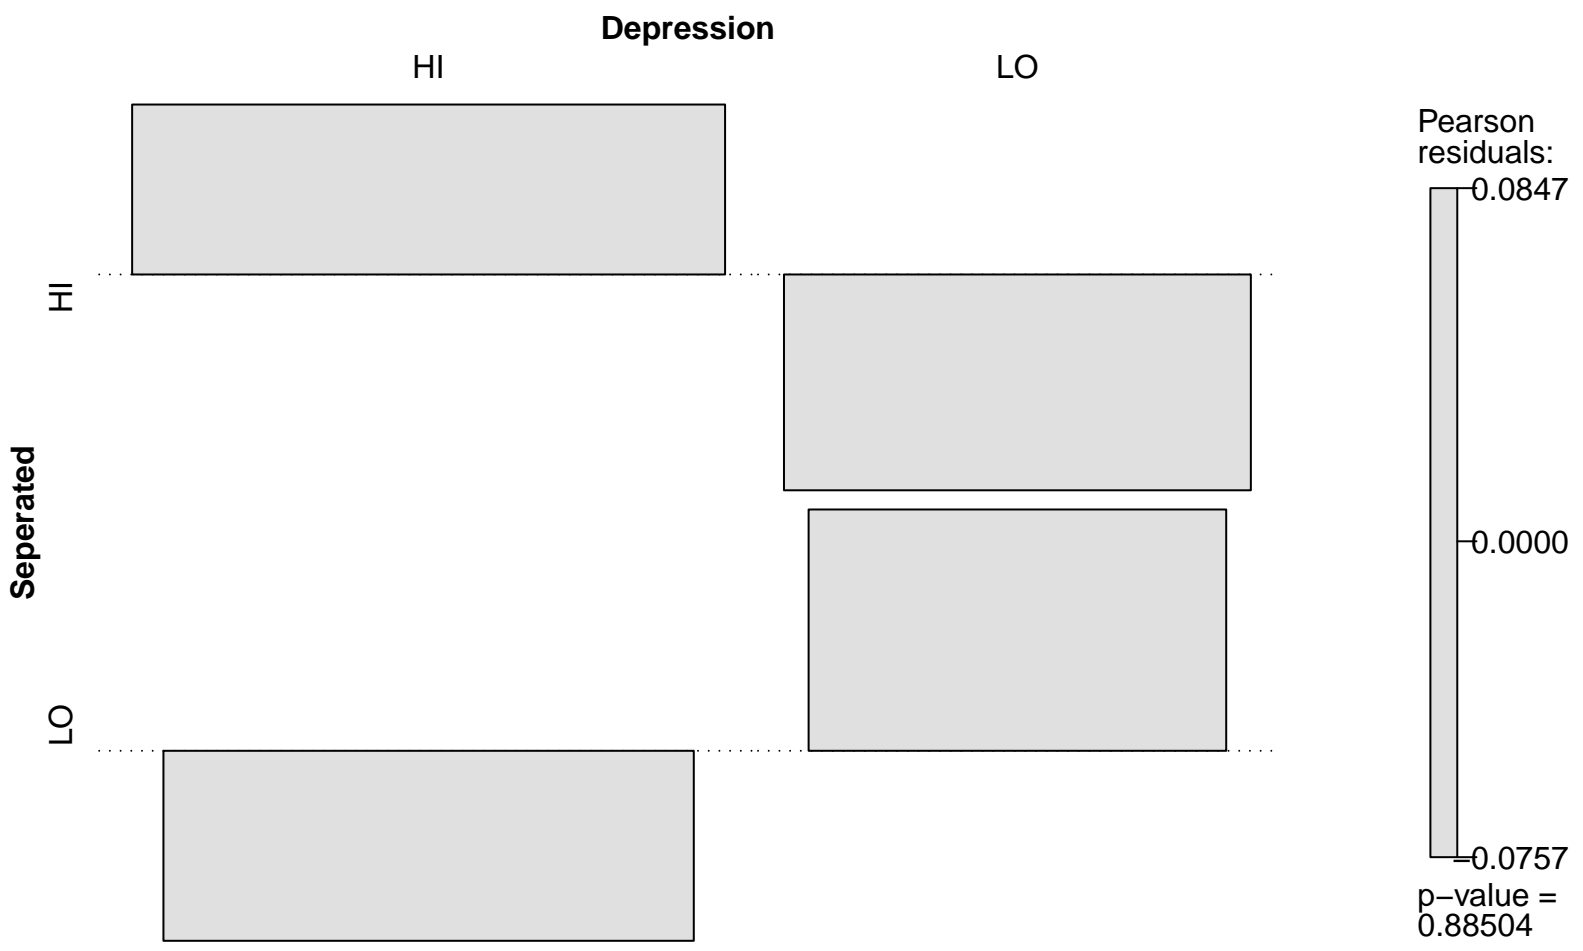 Depression
HI
LO
HI
Seperated
LO
Pearson
residuals:
0.0847
0.0000
−0.0757
p−value =
0.88504